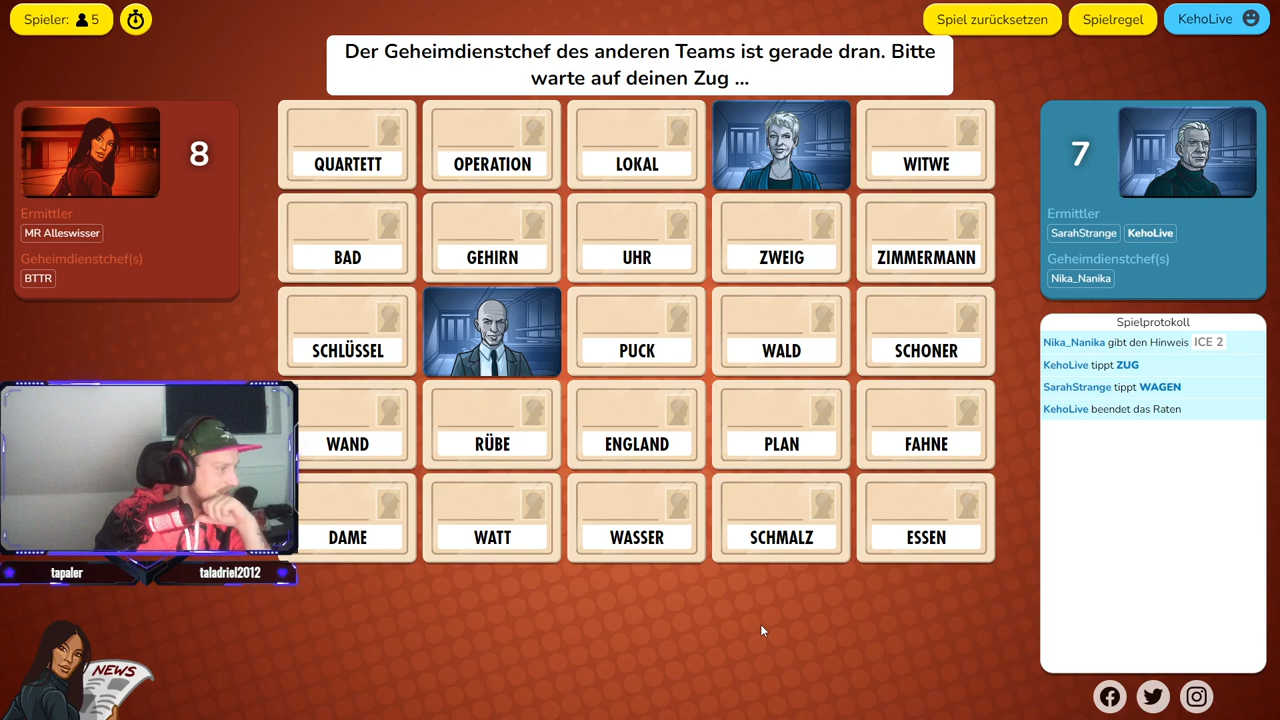 Spieler: 5
Spiel zurücksetzen
Spielregel
KehoLive
Der Geheimdienstchef des anderen Teams ist gerade dran. Bitte
warte auf deinen Zug ...
8
Ermittler
MR Alleswisser
Geheimdienstchef(s)
BTTR
QUARTETT
OPERATION
LOKAL
WITWE
BAD
GEHIRN
UHR
ZWEIG
ZIMMERMANN
SCHLÜSSEL
PUCK
WALD
SCHONER
WAND
RÜBE
ENGLAND
PLAN
FAHNE
DAME
WATT
WASSER
SCHMALZ
ESSEN
7
Ermittler
SarahStrange KehoLive
Geheimdienstchef(s)
Nika_Nanika
Spielprotokoll
Nika_Nanika gibt den Hinweis ICE 2
KehoLive tippt ZUG
SarahStrange tippt WAGEN
KehoLive beendet das Raten
tapaler
taladriel2012
NEWS